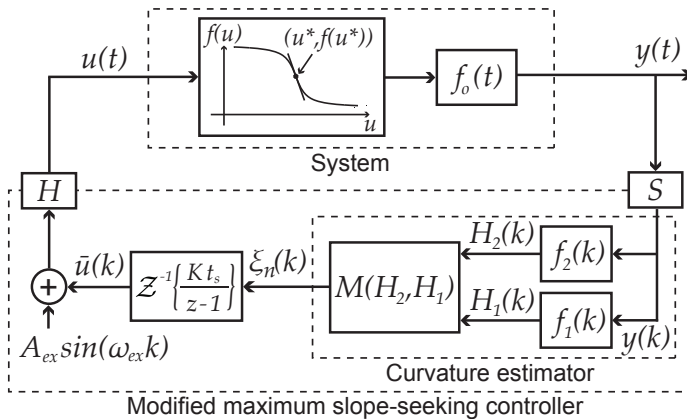 f(u)
(u*,f(u*))
u
u(t)
f_o(t)
y(t)
System
H
S
ū(k)
Z⁻¹{K t_s / z-1}
ξ_n(k)
M(H_2,H_1)
H_2(k)
f_2(k)
H_1(k)
f_1(k)
y(k)
+
A_ex sin(ω_ex k)
Curvature estimator
Modified maximum slope-seeking controller